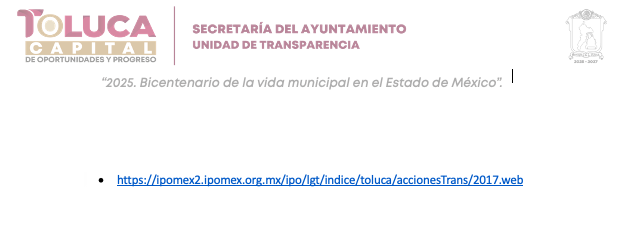 TOLUCA
CAPITAL
DE OPORTUNIDADES Y PROGRESO
SECRETARÍA DEL AYUNTAMIENTO
UNIDAD DE TRANSPARENCIA
“2025. Bicentenario de la vida municipal en el Estado de México”.
• https://ipomex2.ipomex.org.mx/ipo/lgt/indice/toluca/accionesTrans/2017.web